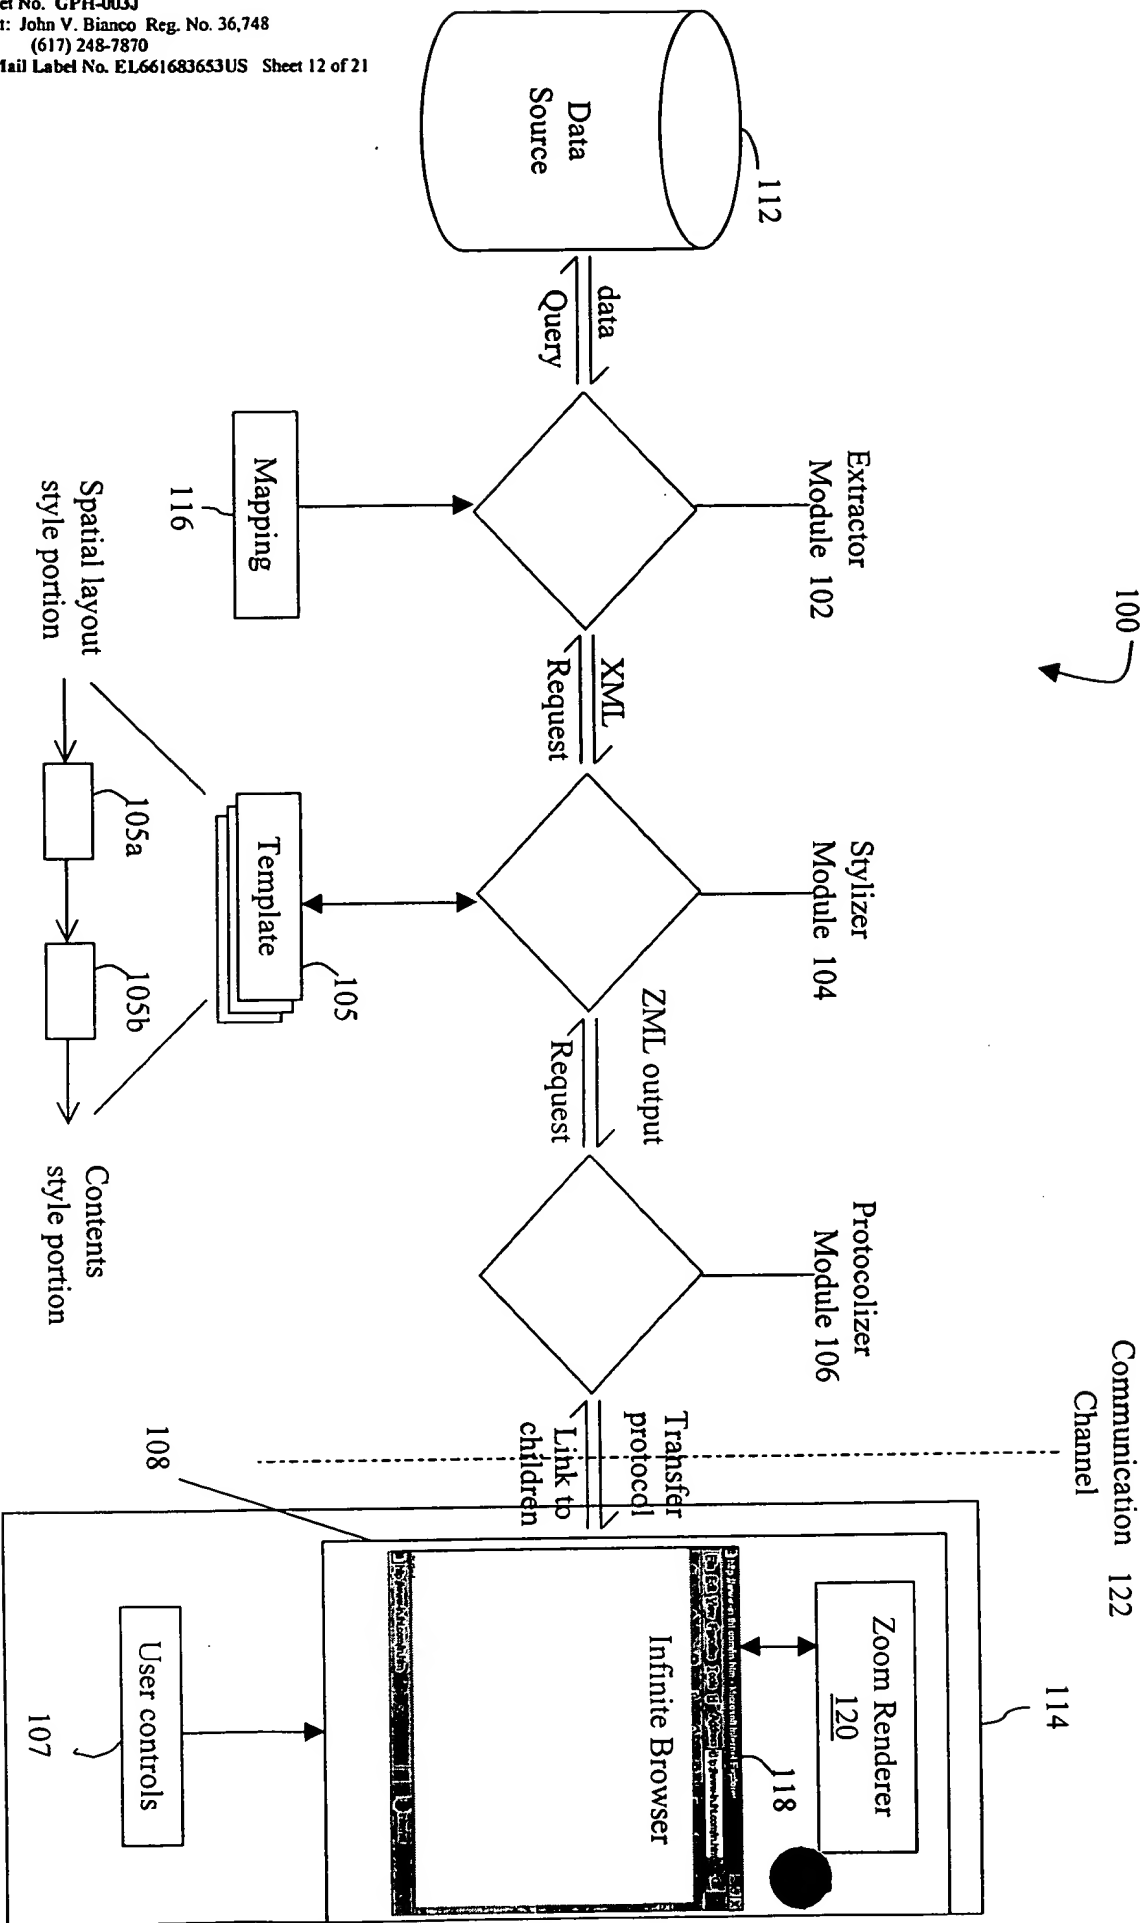 et No. GPH-003J
t: John V. Bianco Reg. No. 36,748
(617) 248-7870
Mail Label No. EL661683653US Sheet 12 of 21
100
Communication 122
Channel
Extractor
Module 102
Stylizer
Module 104
Protocolizer
Module 106
114
112
Data
Source
data
Query
XML
Request
ZML output
Request
Transfer
protocol
Link to
children
Zoom Renderer
120
118
Infinite Browser
108
Mapping
116
Template
105
User controls
107
Spatial layout
style portion
105a
105b
Contents
style portion